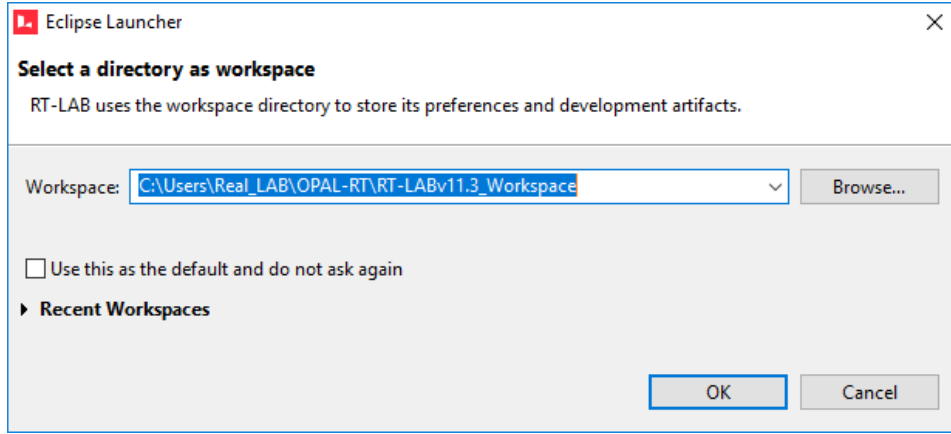 Eclipse Launcher
Select a directory as workspace
RT-LAB uses the workspace directory to store its preferences and development artifacts.
Workspace: C:\Users\Real_LAB\OPAL-RT\RT-LABv11.3_Workspace Browse...
Use this as the default and do not ask again
Recent Workspaces
OK Cancel